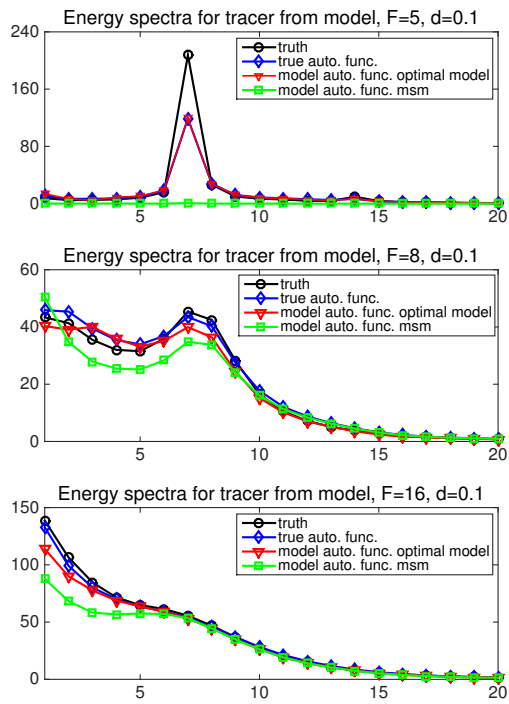 Energy spectra for tracer from model, F=5, d=0.1
240
160
80
0
truth
true auto. func.
model auto. func. optimal model
model auto. func. msm
5 10 15 20
Energy spectra for tracer from model, F=8, d=0.1
60
40
20
0
truth
true auto. func.
model auto. func. optimal model
model auto. func msm
5 10 15 20
Energy spectra for tracer from model, F=16, d=0.1
150
100
50
0
truth
true auto. func.
model auto. func. optimal model
model auto. func. msm
5 10 15 20